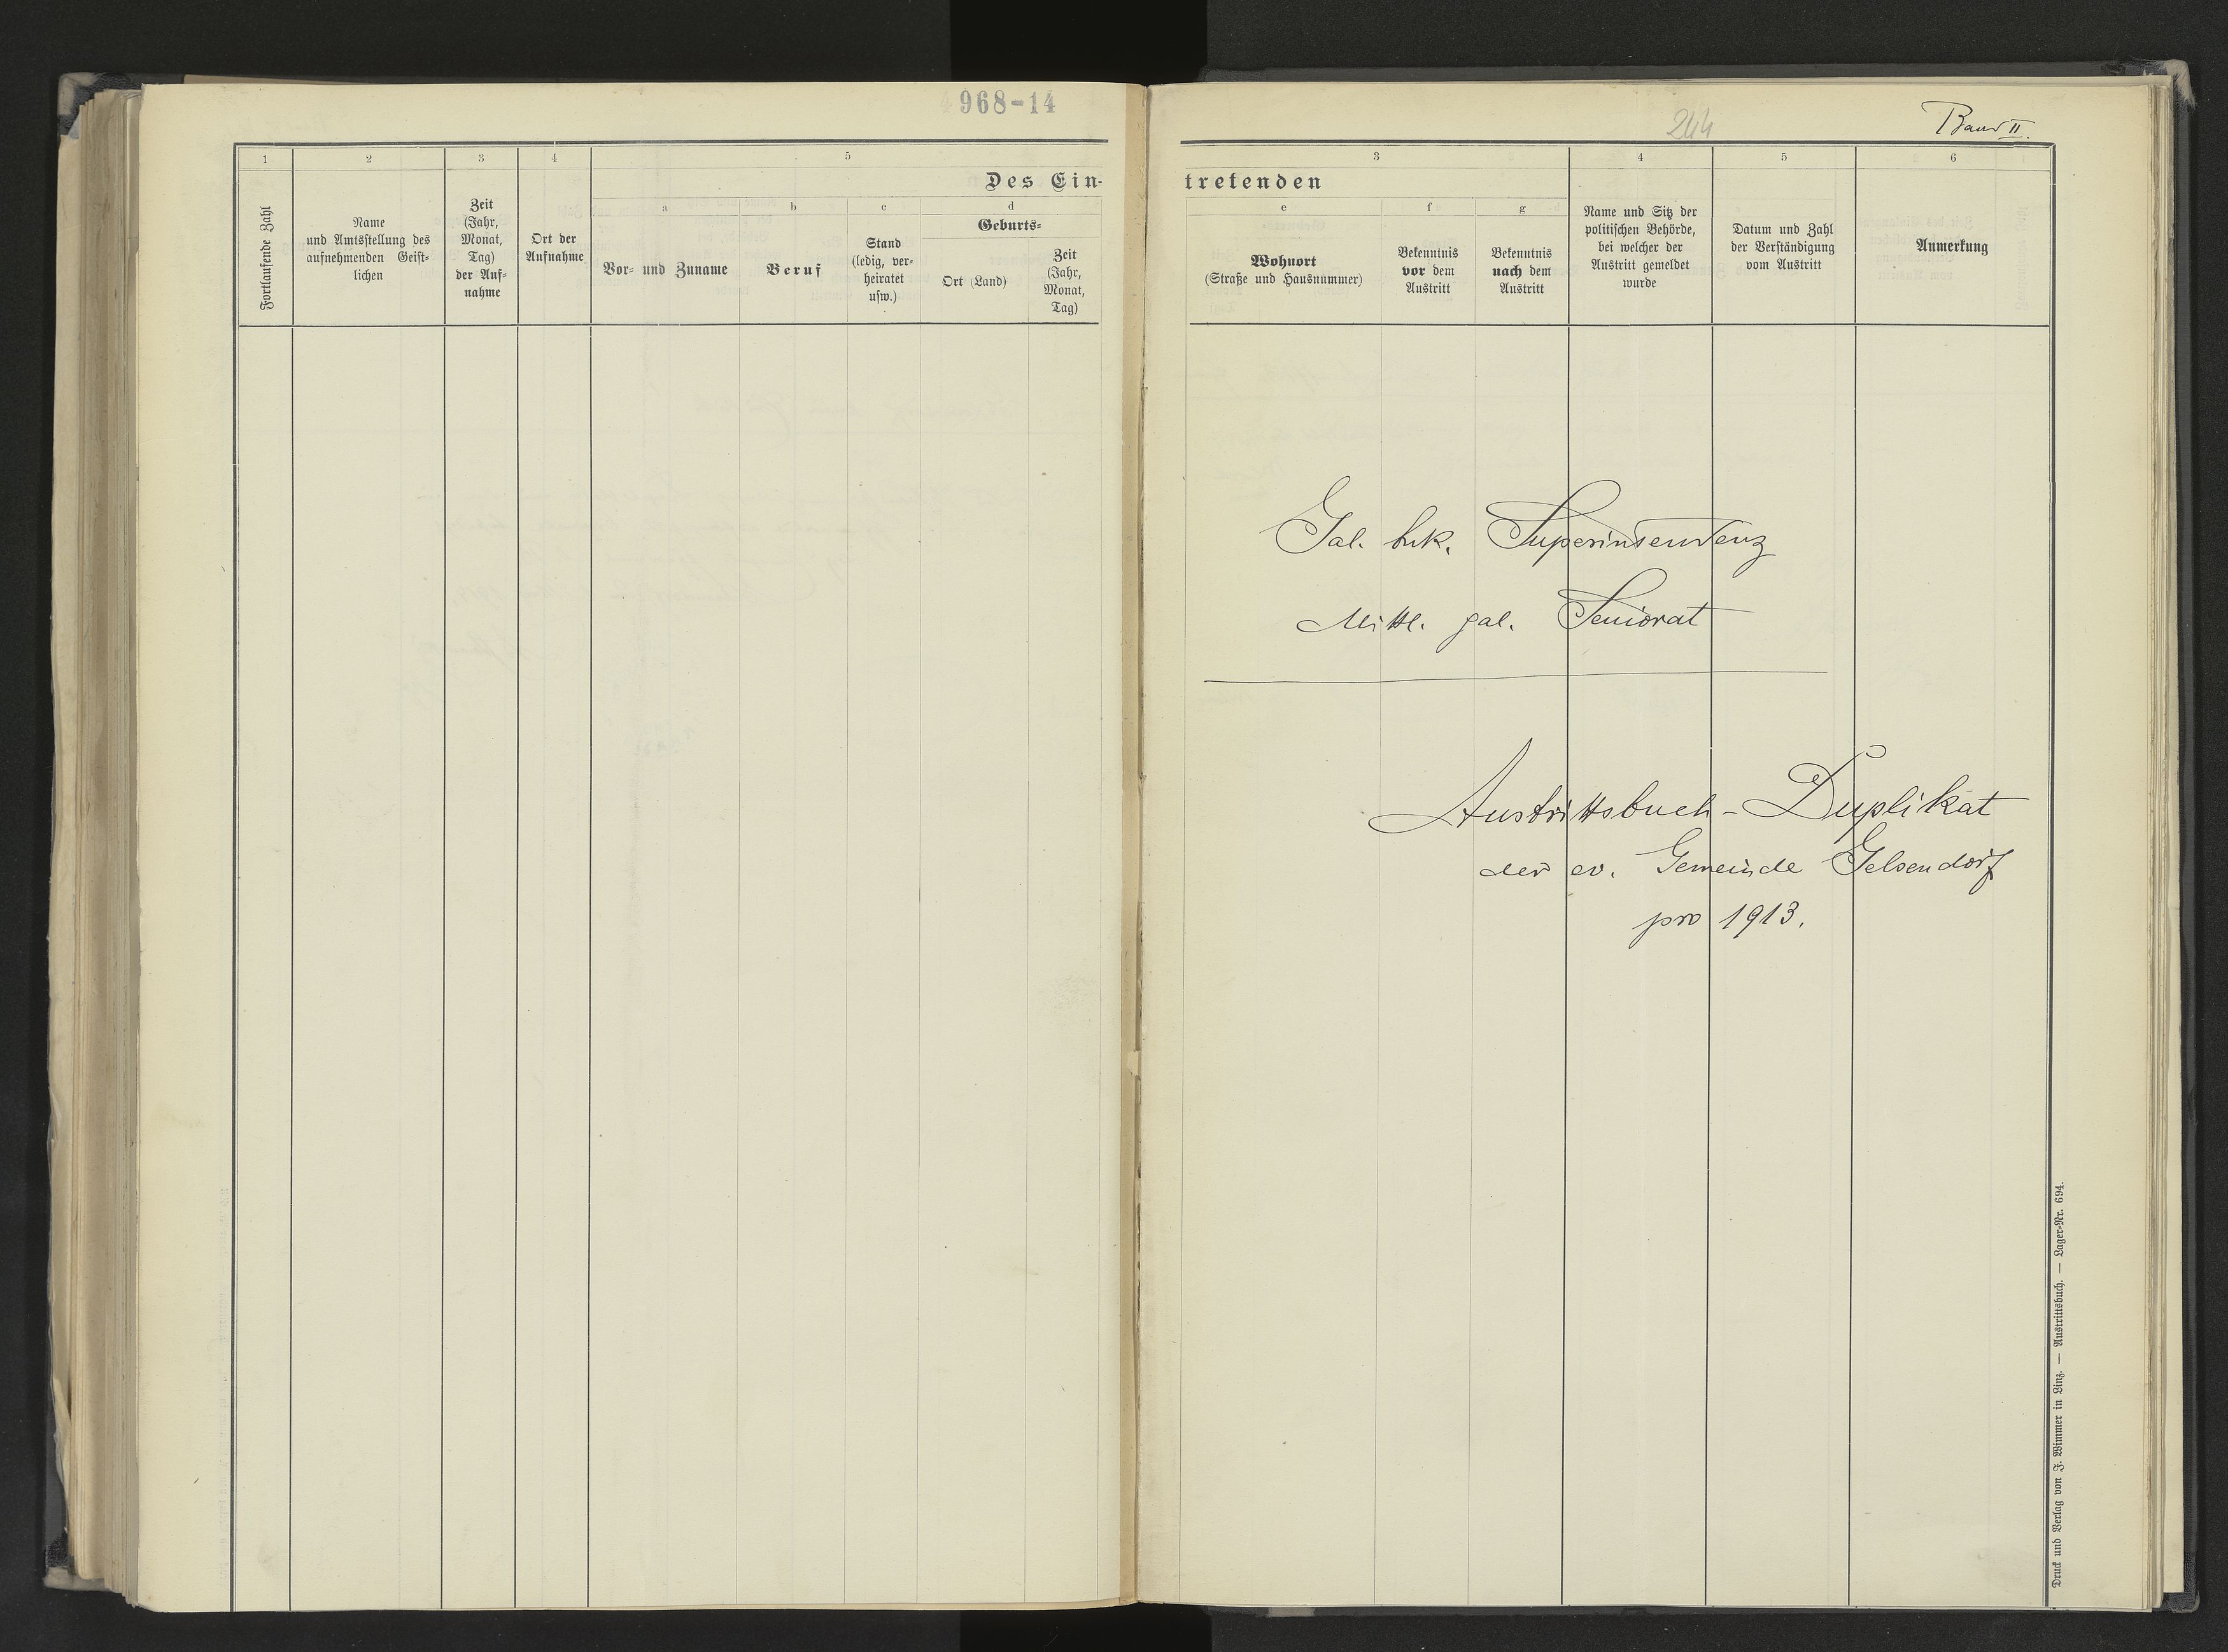 968-14
1
2
3
4
5
Des Ein-
Fortlaufende Zahl
Name
und Amtsstellung des
aufnehmenden Geist-
lichen
Zeit
(Jahr,
Monat,
Tag)
der Auf-
nahme
Ort der
Aufnahme
a
Vor- und Zuname
b
Beruf
c
Stand
(ledig, ver-
heiratet
usw.)
d
Geburts-
Ort (Land)
Zeit
(Jahr,
Monat,
Tag)
244
Band II.
3
4
5
6
tretenden
e
Wohnort
(Straße und Hausnummer)
f
Bekenntnis
vor dem
Austritt
g
Bekenntnis
nach dem
Austritt
Name und Sitz der
politischen Behörde,
bei welcher der
Austritt gemeldet
wurde
Datum und Zahl
der Verständigung
vom Austritt
Anmerkung
Gal. buk. Superintendenz
Mittl. gal. Seniorat
Austrittsbuch-Duplikat
der ev. Gemeinde Gelsendorf
pro 1913.
Druck und Verlag von F. Wimmer in Linz. — Austrittsbuch. — Lager-Nr. 694.